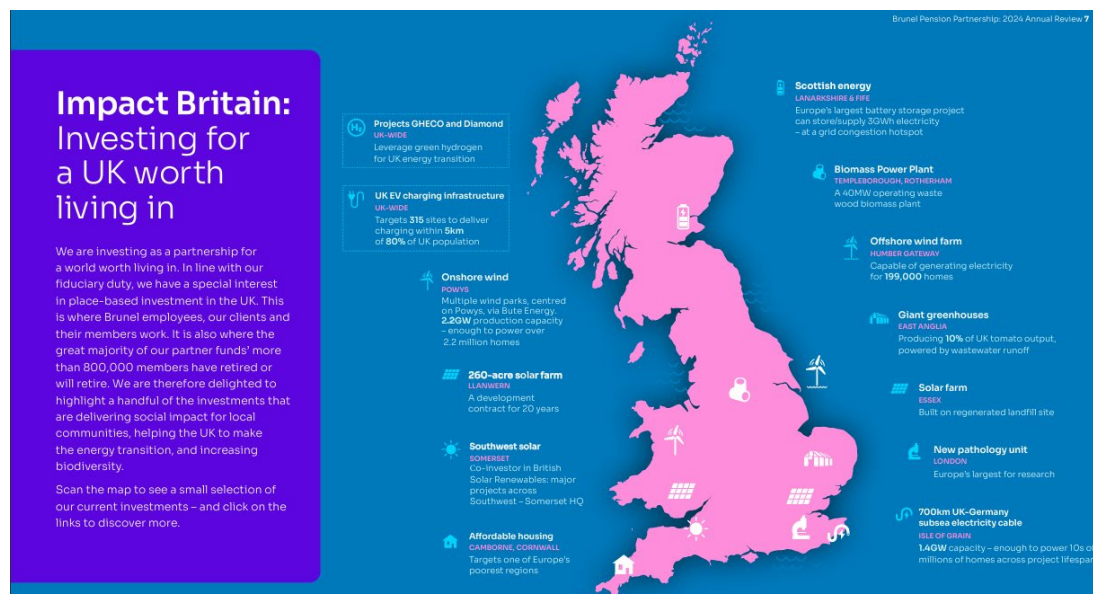 Brunel Pension Partnership: 2024 Annual Review 7
Impact Britain:
Investing for
a UK worth
living in
We are investing as a partnership for
a world worth living in. In line with our
fiduciary duty, we have a special interest
in place-based investment in the UK. This
is where Brunel employees, our clients and
their members work. It is also where the
great majority of our partner funds' more
than 800,000 members have retired or
will retire. We are therefore delighted to
highlight a handful of the investments that
are delivering social impact for local
communities, helping the UK to make
the energy transition, and increasing
biodiversity.
Scan the map to see a small selection of
our current investments – and click on the
links to discover more.
H₂
Projects GHECO and Diamond
UK-WIDE
Leverage green hydrogen
for UK energy transition
UK EV charging infrastructure
UK-WIDE
Targets 315 sites to deliver
charging within 5km
of 80% of UK population
Onshore wind
POWYS
Multiple wind parks, centred
on Powys, via Bute Energy.
2.2GW production capacity
– enough to power over
2.2 million homes
260-acre solar farm
LLANWERN
A development
contract for 20 years
Southwest solar
SOMERSET
Co-investor in British
Solar Renewables: major
projects across
Southwest – Somerset HQ
Affordable housing
CAMBORNE, CORNWALL
Targets one of Europe's
poorest regions
Scottish energy
LANARKSHIRE & FIFE
Europe's largest battery storage project
can store/supply 3GWh electricity
– at a grid congestion hotspot
Biomass Power Plant
TEMPLEBOROUGH, ROTHERHAM
A 40MW operating waste
wood biomass plant
Offshore wind farm
HUMBER GATEWAY
Capable of generating electricity
for 199,000 homes
Giant greenhouses
EAST ANGLIA
Producing 10% of UK tomato output,
powered by wastewater runoff
Solar farm
ESSEX
Built on regenerated landfill site
New pathology unit
LONDON
Europe's largest for research
700km UK-Germany
subsea electricity cable
ISLE OF GRAIN
1.4GW capacity – enough to power 10s of
millions of homes across project lifespan